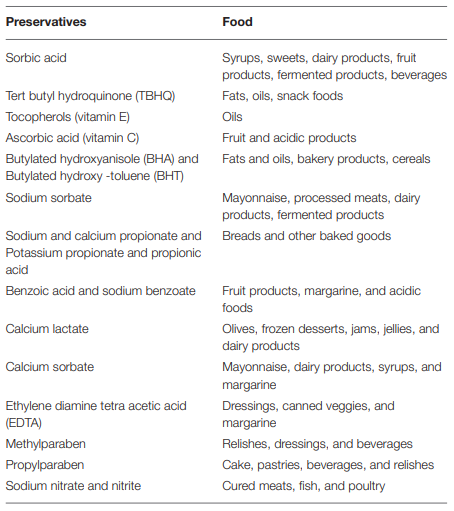 Preservatives Food
Sorbic acid Syrups, sweets, dairy products, fruit
products, fermented products, beverages
Tert butyl hydroquinone (TBHQ) Fats, oils, snack foods
Tocopherols (vitamin E) Oils
Ascorbic acid (vitamin C) Fruit and acidic products
Butylated hydroxyanisole (BHA) and Fats and oils, bakery products, cereals
Butylated hydroxy -toluene (BHT)
Sodium sorbate Mayonnaise, processed meats, dairy
products, fermented products
Sodium and calcium propionate and Breads and other baked goods
Potassium propionate and propionic
acid
Benzoic acid and sodium benzoate Fruit products, margarine, and acidic
foods
Calcium lactate Olives, frozen desserts, jams, jellies, and
dairy products
Calcium sorbate Mayonnaise, dairy products, syrups, and
margarine
Ethylene diamine tetra acetic acid Dressings, canned veggies, and
(EDTA) margarine
Methylparaben Relishes, dressings, and beverages
Propylparaben Cake, pastries, beverages, and relishes
Sodium nitrate and nitrite Cured meats, fish, and poultry